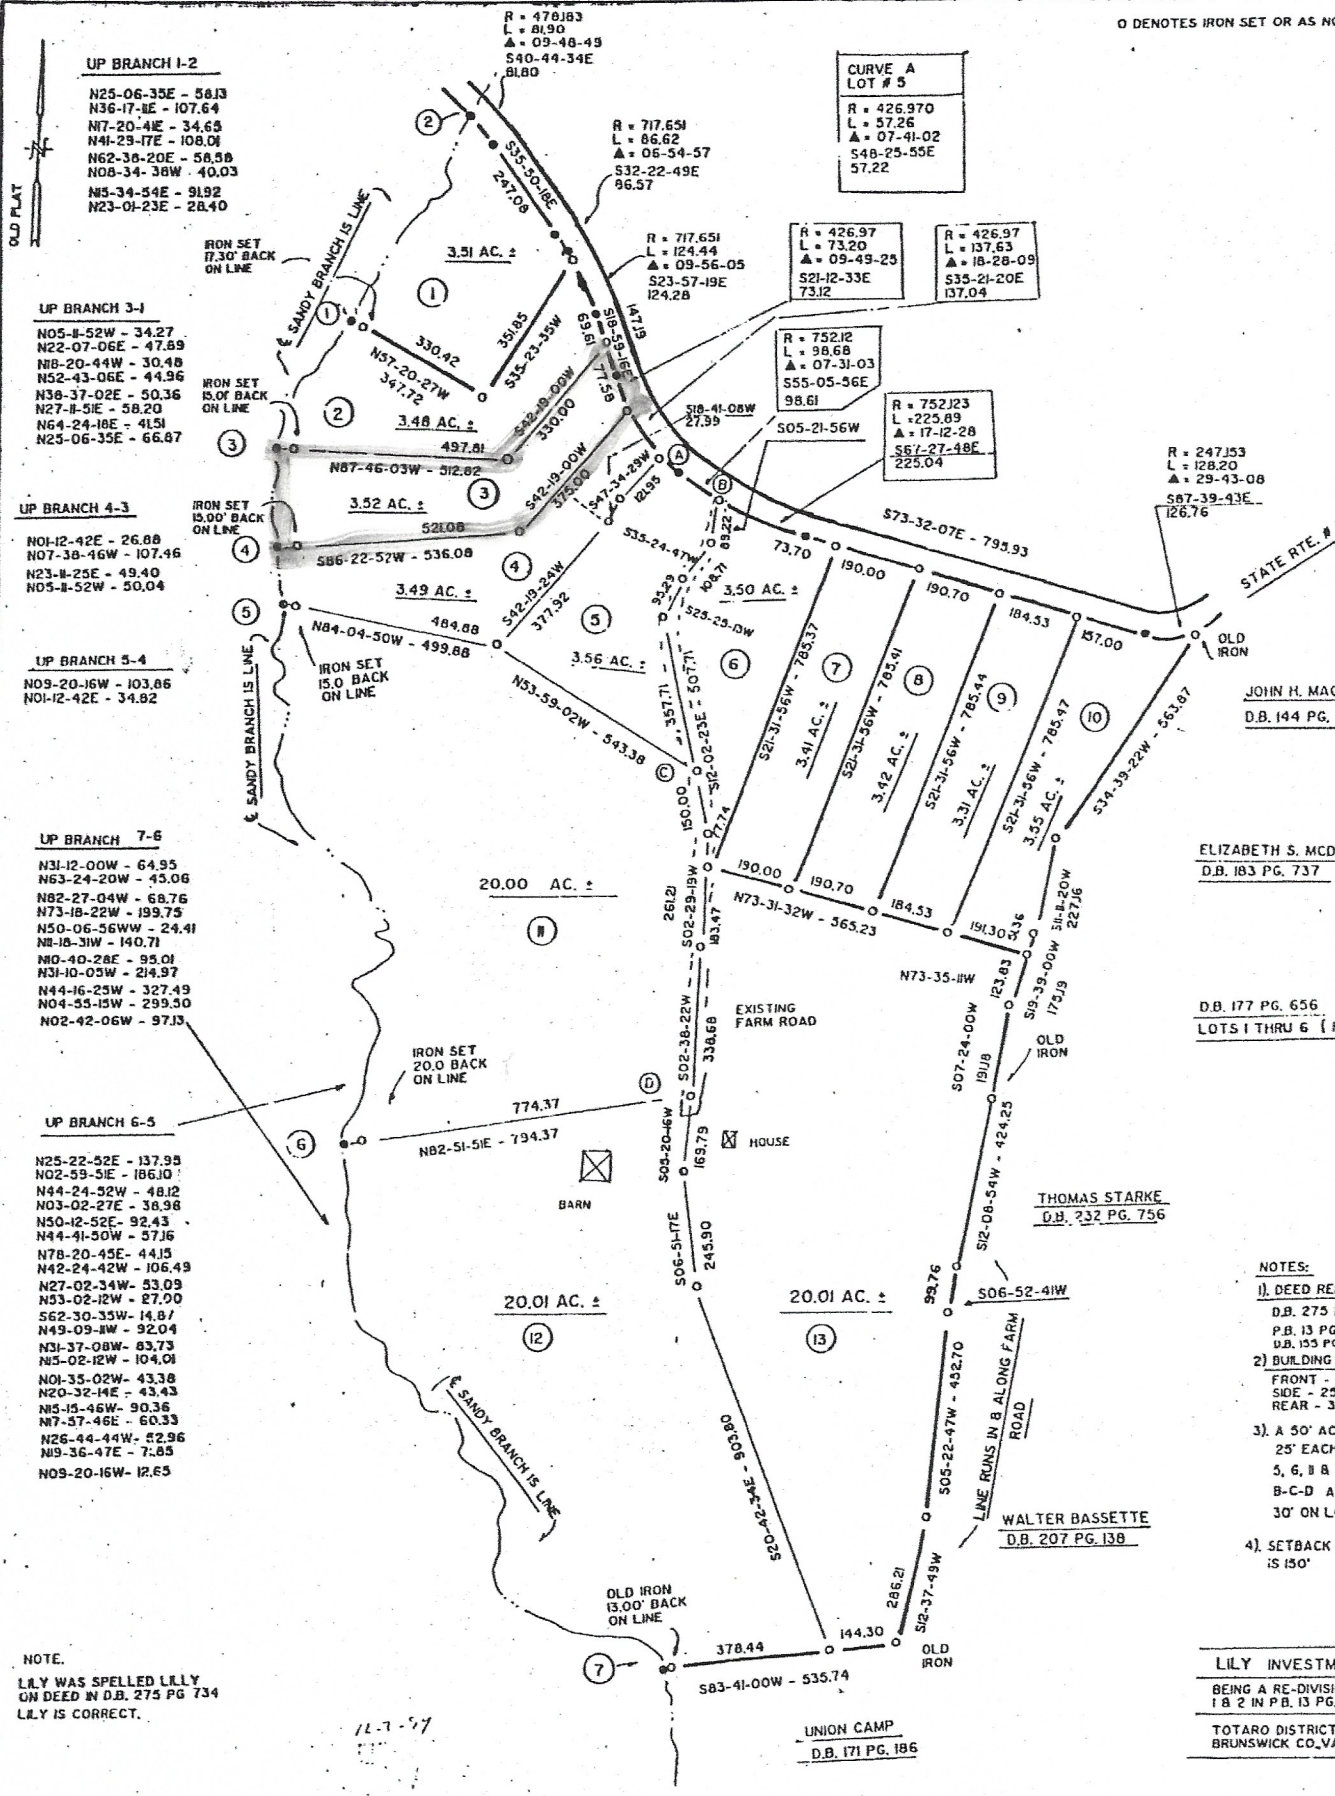 O DENOTES IRON SET OR AS
R = 478.183
L = 81.90
▲ = 09-48-49
S40-44-34E
81.80
CURVE A
LOT # 5
R = 426.970
L = 57.26
▲ = 07-41-02
S48-25-55E
57.22
UP BRANCH 1-2
N25-06-35E - 58.13
N36-17-11E - 107.64
N17-20-41E - 34.65
N41-29-17E - 108.01
N62-36-20E - 58.58
N08-34-38W - 40.03
N15-34-54E - 91.92
N23-01-23E - 28.40
OLD PLAT
2
S35-50-18E
247.08
R = 717.651
L = 86.62
▲ = 06-54-57
S32-22-49E
86.57
R = 717.651
L = 124.44
▲ = 09-56-05
S23-57-19E
124.28
R = 426.97
L = 73.20
▲ = 09-49-25
S21-12-33E
73.12
R = 426.97
L = 137.63
▲ = 18-28-09
S35-21-20E
137.04
IRON SET
17.30' BACK
ON LINE
℄ SANDY BRANCH IS LINE
3.51 AC. ±
1
1
UP BRANCH 3-1
N05-11-52W - 34.27
N22-07-06E - 47.89
N18-20-44W - 30.48
N52-43-06E - 44.96
N38-37-02E - 50.36
N27-11-51E - 58.20
N64-24-18E - 41.51
N25-06-35E - 66.87
330.42
N57-20-27W
347.72
351.85
S35-23-35W
69.61
S18-59-16E
77.58
147.19
R = 752.12
L = 98.68
▲ = 07-31-03
S55-05-56E
98.61
R = 752.123
L = 225.89
▲ = 17-12-28
S67-27-48E
225.04
IRON SET
15.01' BACK
ON LINE
2
3.48 AC. ±
S42-19-00W
330.00
S18-41-08W
27.99
S05-21-56W
3
497.81
N87-46-03W - 512.82
S42-19-00W
375.00
S47-34-29W
121.95
A
B
R = 247.153
L = 128.20
▲ = 29-43-08
S87-39-43E
126.76
UP BRANCH 4-3
N01-12-42E - 26.88
N07-38-46W - 107.46
N23-11-25E - 49.40
N05-11-52W - 50.04
IRON SET
15.00' BACK
ON LINE
3.52 AC. ±
3
521.08
S86-22-52W - 536.08
4
4
S35-24-47W
89.22
108.71
73.70
S73-32-07E - 795.93
190.00
190.70
184.53
157.00
STATE RTE. #
OLD
IRON
3.49 AC. ±
S42-19-24W
377.92
95.29
S25-25-13W
3.50 AC. ±
5
484.88
N84-04-50W - 499.88
5
3.56 AC. ±
6
7
8
9
10
IRON SET
15.0 BACK
ON LINE
UP BRANCH 5-4
N09-20-16W - 103.86
N01-12-42E - 34.82
℄ SANDY BRANCH IS LINE
N53-59-02W - 543.38
357.71
S12-02-23E - 507.71
S21-31-56W - 785.37
3.41 AC. ±
S21-31-56W - 785.41
3.42 AC. ±
S21-31-56W - 785.44
3.31 AC. ±
S21-31-56W - 785.47
3.55 AC. ±
S34-39-22W - 563.87
JOHN H.
D.B. 144 PG.
C
150.00
77.74
ELIZABETH S.
D.B. 183 PG. 737
UP BRANCH 7-6
N31-12-00W - 64.95
N63-24-20W - 45.06
N82-27-04W - 68.76
N73-18-22W - 199.75
N50-06-56WW - 24.41
N11-18-31W - 140.71
N10-40-28E - 95.01
N31-10-05W - 214.97
N44-16-25W - 327.49
N04-55-15W - 299.50
N02-42-06W - 97.13
20.00 AC. ±
11
261.21
S02-29-19W
183.47
190.00
190.70
184.53
191.30
N73-31-32W - 565.23
N73-35-11W
S11-11-20W
227.16
123.83
S19-39-00W
175.19
EXISTING
FARM ROAD
S02-38-22W
338.68
D.B. 177 PG. 656
LOTS 1 THRU 6 (
S07-24-00W
191.18
OLD
IRON
IRON SET
20.0 BACK
ON LINE
D
774.37
N82-51-51E - 794.37
6
S05-20-16W
169.79
HOUSE
BARN
S12-08-54W - 424.25
UP BRANCH 6-5
N25-22-52E - 137.95
N02-59-51E - 186.10
N44-24-52W - 48.12
N03-02-27E - 38.98
N50-12-52E - 92.43
N44-41-50W - 57.16
N78-20-45E - 44.15
N42-24-42W - 106.49
N27-02-34W - 53.09
N53-02-12W - 27.00
S62-30-35W - 14.87
N49-09-11W - 92.04
N31-37-08W - 83.73
N15-02-12W - 104.01
N01-35-02W - 43.38
N20-32-14E - 43.43
N15-15-46W - 90.36
N17-57-46E - 60.33
N26-44-44W - 52.96
N19-36-47E - 71.85
N09-20-16W - 12.65
THOMAS STARKE
D.B. 232 PG. 756
S06-51-17E
245.90
99.76
S06-52-41W
NOTES:
1). DEED
D.B. 275
P.B. 13 PG
D.B. 155
2) BUILDING
FRONT -
SIDE - 25
REAR - 3
3). A 50'
25' EACH
5, 6, 11 &
B-C-D
30' ON
4). SETBACK
IS 150'
20.01 AC. ±
12
20.01 AC. ±
13
S05-22-47W - 452.70
LINE RUNS IN & ALONG FARM
ROAD
℄ SANDY BRANCH IS LINE
S20-42-34E - 903.80
WALTER BASSETTE
D.B. 207 PG. 138
286.21
S12-37-49W
OLD IRON
13.00' BACK
ON LINE
7
378.44
144.30
S83-41-00W - 535.74
OLD
IRON
NOTE.
LILY WAS SPELLED LILLY
ON DEED IN D.B. 275 PG 734
LILY IS CORRECT.
UNION CAMP
D.B. 171 PG. 186
LILY
BEING A
1 & 2 IN P.B. 13 PG.
TOTARO DISTRICT
BRUNSWICK CO., VA